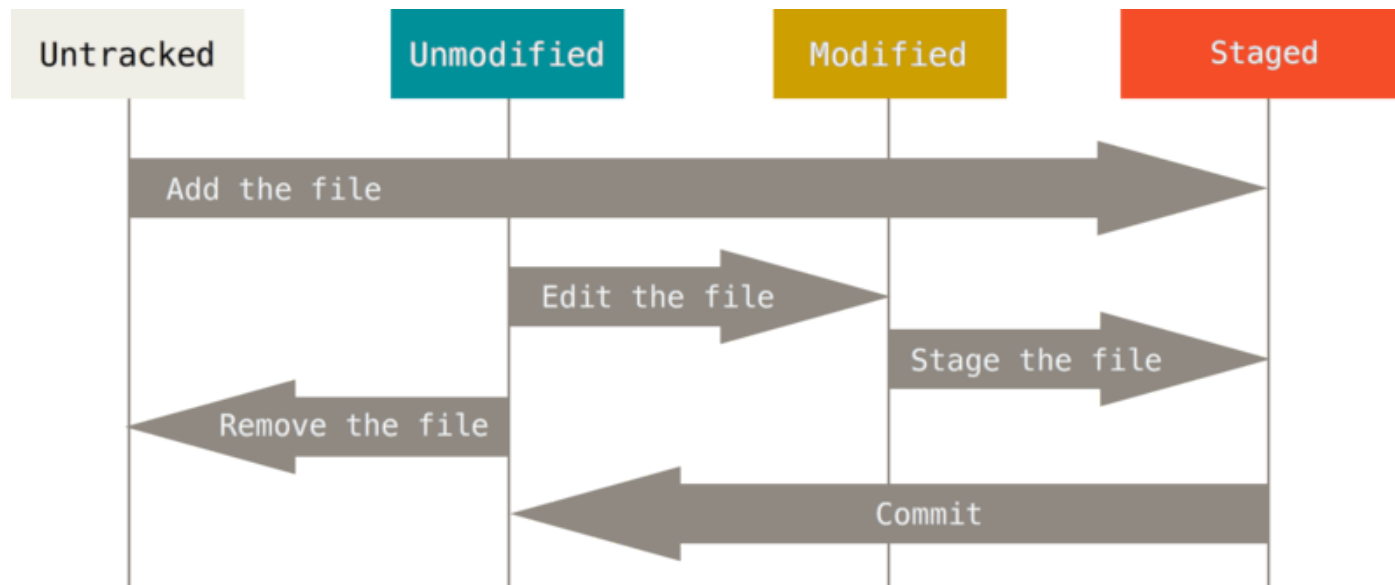 Untracked
Unmodified
Modified
Staged
Add the file
Edit the file
Stage the file
Remove the file
Commit